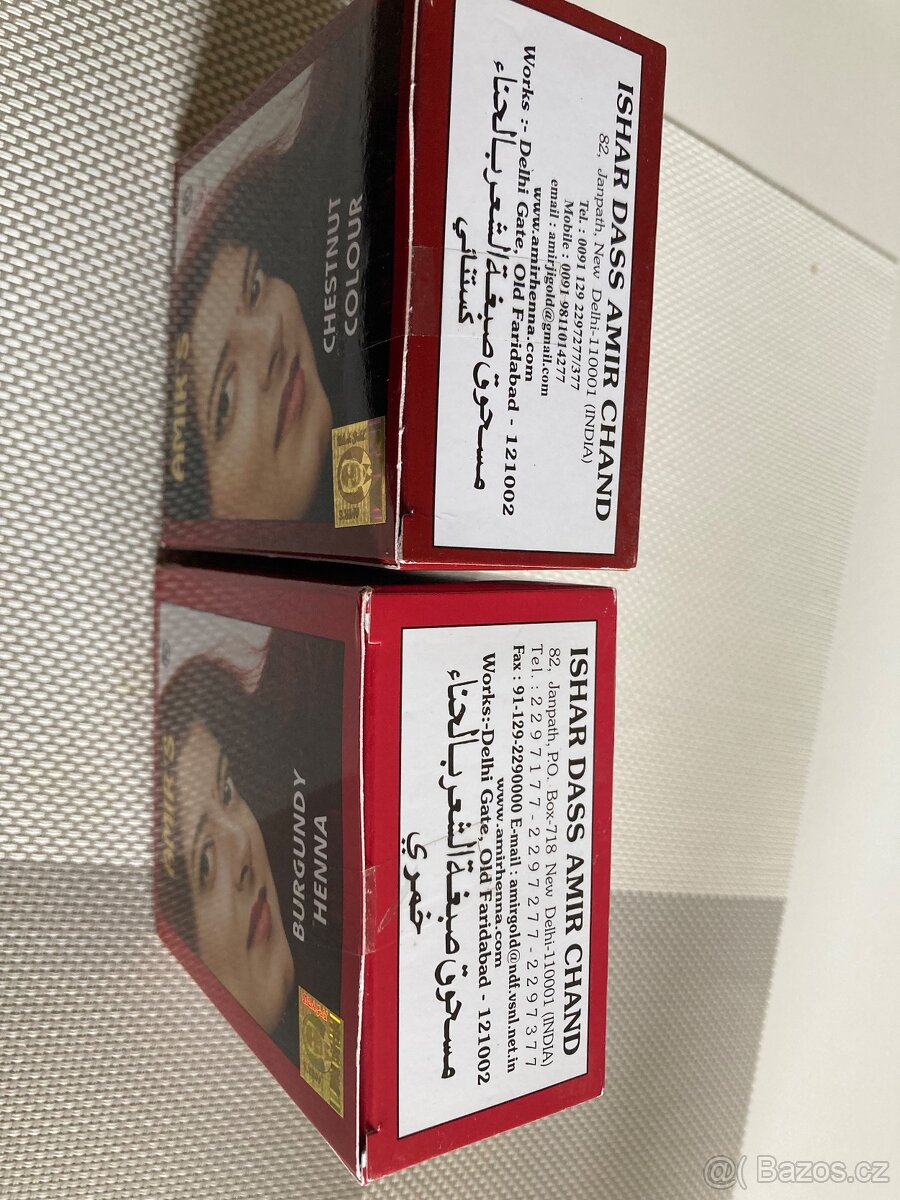 ISHAR DASS AMIR CHAND
82, Janpath, New Delhi-110001 (INDIA)
Tel. : 0091 129 2297277/377
Mobile : 0091-9811014277
email : amirjigold@gmail.com
www.amirhenna.com
Works :- Delhi Gate, Old Faridabad - 121002
مسحوق صبغة الشعر بالحناء
كستنائي
CHESTNUT
COLOUR
ISHAR DASS AMIR CHAND
82, Janpath, P.O. Box-718 New Delhi-110001 (INDIA)
Tel. : 2297177-2297277-2297377
Fax : 91-129-2290000 E-mail : amirgold@ndf.vsnl.net.in
www.amirhenna.com
Works:-Delhi Gate, Old Faridabad - 121002
مسحوق صبغة الشعر بالحناء
خمري
BURGUNDY
HENNA
@( Bazos.cz